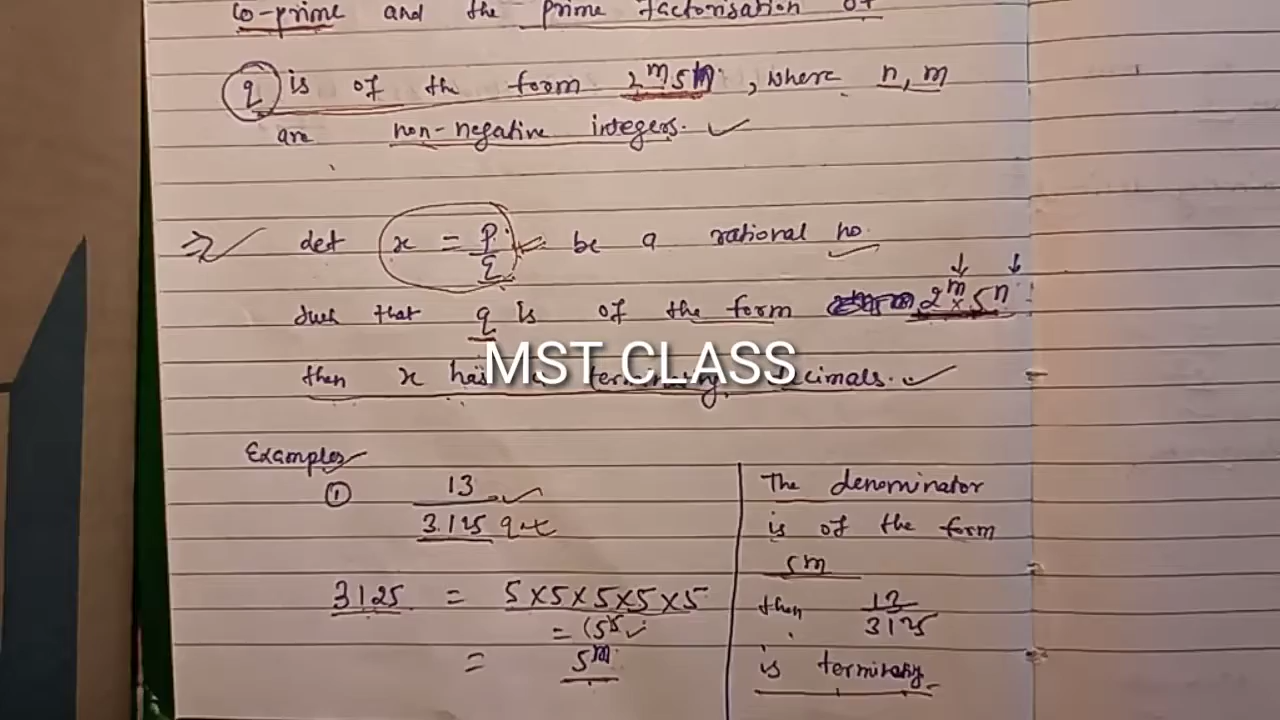 co-prime and the prime factorisation of
q is of the form 2^m 5^n, where n, m
are non-negative integers.
⇒ Let x = p/q be a rational no.
such that q is of the form 2^m × 5^n
then x has terminating decimals.
MST CLASS
Examples
① 13/3125
3125 = 5×5×5×5×5
= (5^5
= 5^m
The denominator
is of the form
5^m
then 13/3125
is terminating